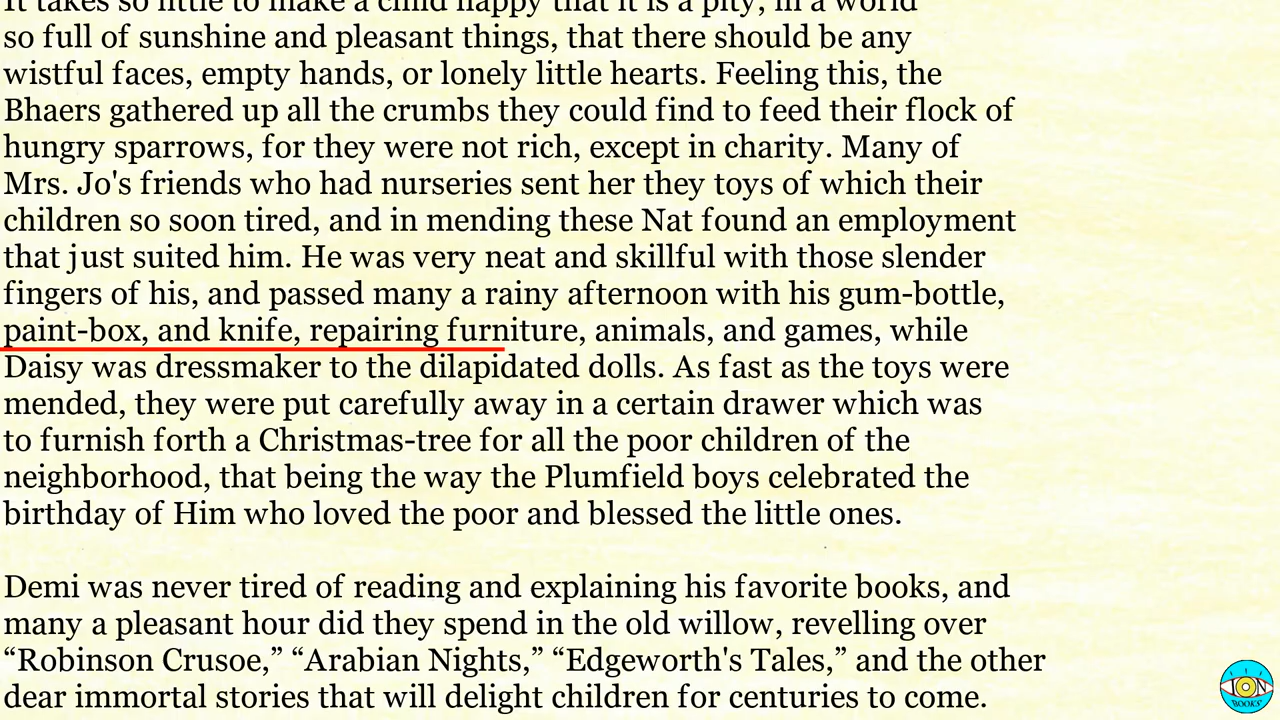 It takes so little to make a child happy that it is a pity, in a world
so full of sunshine and pleasant things, that there should be any
wistful faces, empty hands, or lonely little hearts. Feeling this, the
Bhaers gathered up all the crumbs they could find to feed their flock of
hungry sparrows, for they were not rich, except in charity. Many of
Mrs. Jo's friends who had nurseries sent her they toys of which their
children so soon tired, and in mending these Nat found an employment
that just suited him. He was very neat and skillful with those slender
fingers of his, and passed many a rainy afternoon with his gum-bottle,
paint-box, and knife, repairing furniture, animals, and games, while
Daisy was dressmaker to the dilapidated dolls. As fast as the toys were
mended, they were put carefully away in a certain drawer which was
to furnish forth a Christmas-tree for all the poor children of the
neighborhood, that being the way the Plumfield boys celebrated the
birthday of Him who loved the poor and blessed the little ones.
Demi was never tired of reading and explaining his favorite books, and
many a pleasant hour did they spend in the old willow, revelling over
“Robinson Crusoe,” “Arabian Nights,” “Edgeworth's Tales,” and the other
dear immortal stories that will delight children for centuries to come.
ION
BOOKS